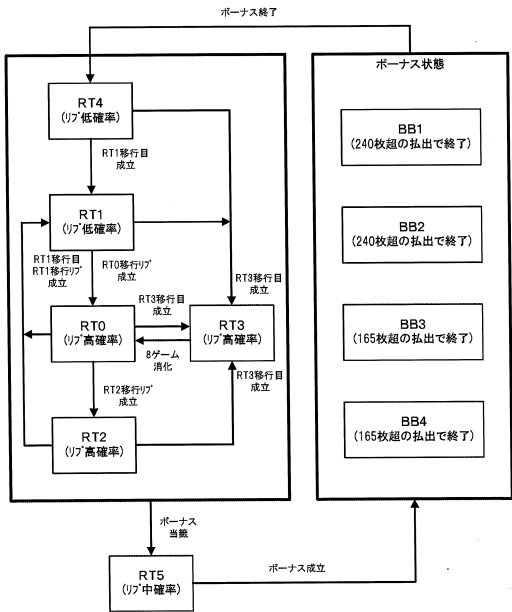 ボーナス終了
ボーナス状態
RT4
(ﾘﾌﾟ低確率)
BB1
(240枚超の払出で終了)
RT1移行目
成立
RT1
(ﾘﾌﾟ低確率)
BB2
(240枚超の払出で終了)
RT1移行目
RT1移行ﾘﾌﾟ
成立
RT0移行ﾘﾌﾟ
成立
RT3移行目
成立
RT3移行目
成立
RT0
(ﾘﾌﾟ高確率)
RT3
(ﾘﾌﾟ高確率)
BB3
(165枚超の払出で終了)
8ゲーム
消化
RT3移行目
成立
RT2移行ﾘﾌﾟ
成立
RT2
(ﾘﾌﾟ高確率)
BB4
(165枚超の払出で終了)
ボーナス
当籤
RT5
(ﾘﾌﾟ中確率)
ボーナス成立